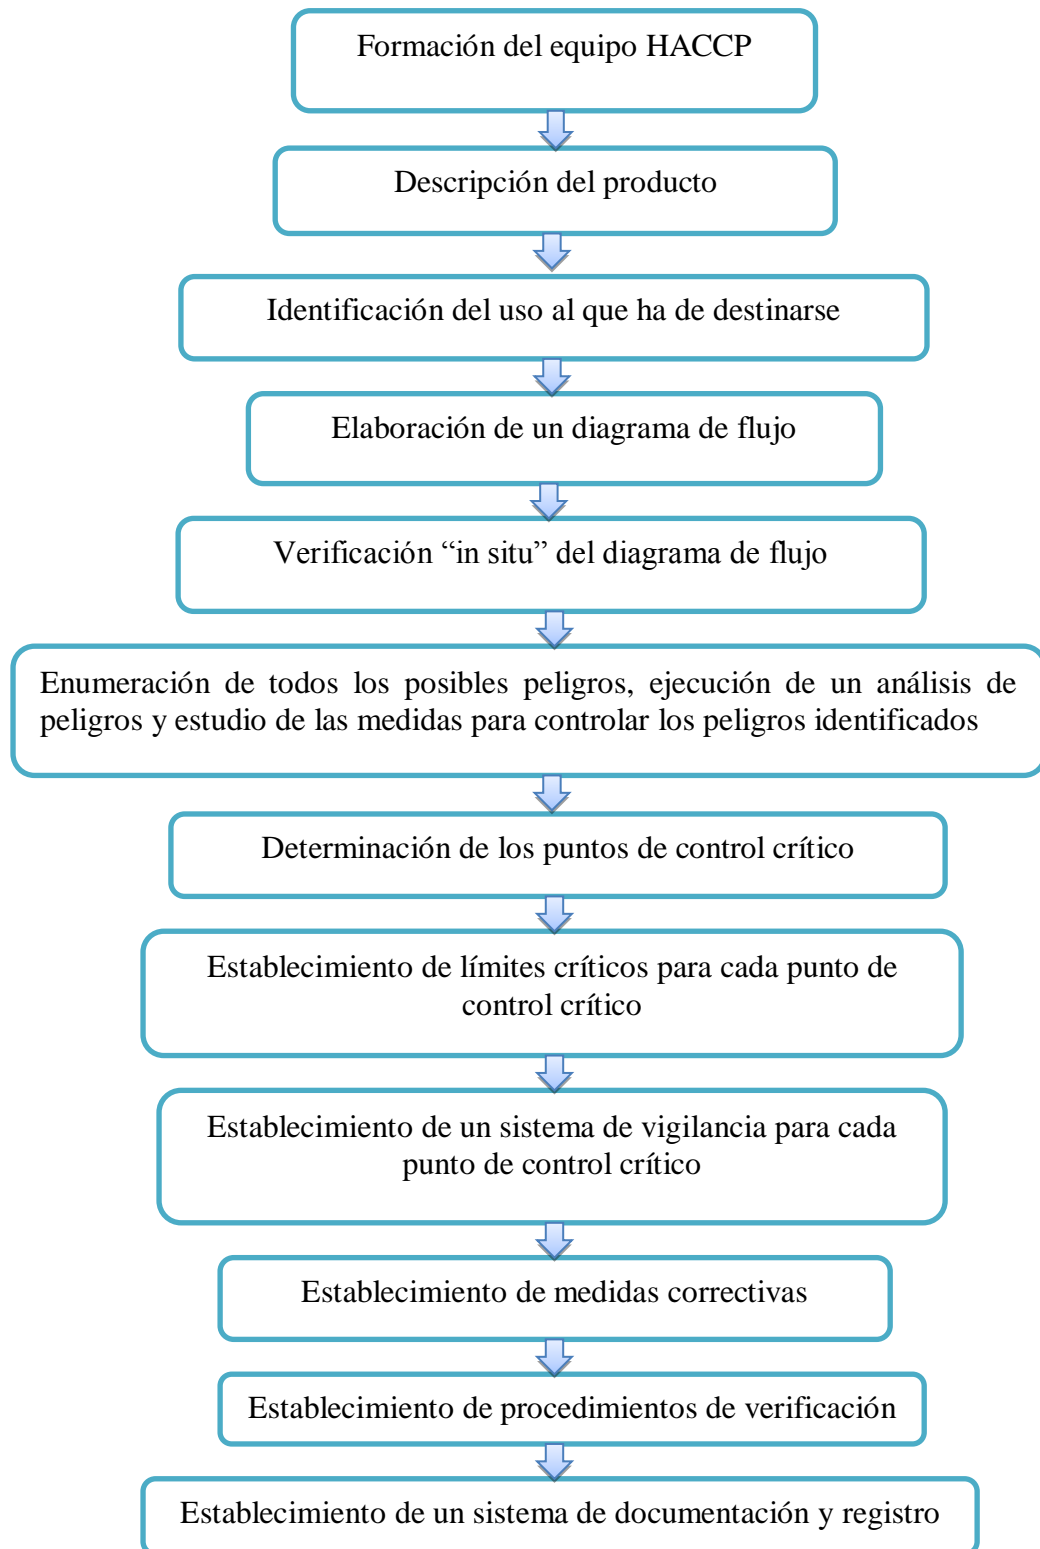 Formación del equipo HACCP
Descripción del producto
Identificación del uso al que ha de destinarse
Elaboración de un diagrama de flujo
Verificación “in situ” del diagrama de flujo
Enumeración de todos los posibles peligros, ejecución de un análisis de
peligros y estudio de las medidas para controlar los peligros identificados
Determinación de los puntos de control crítico
Establecimiento de límites críticos para cada punto de
control crítico
Establecimiento de un sistema de vigilancia para cada
punto de control crítico
Establecimiento de medidas correctivas
Establecimiento de procedimientos de verificación
Establecimiento de un sistema de documentación y registro